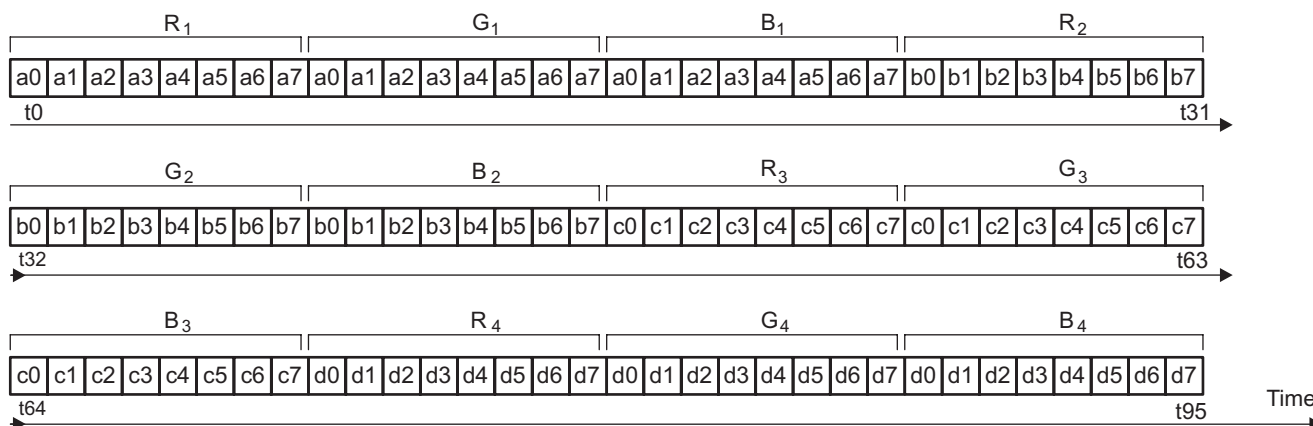 R1 G1 B1 R2
a0 a1 a2 a3 a4 a5 a6 a7 a0 a1 a2 a3 a4 a5 a6 a7 a0 a1 a2 a3 a4 a5 a6 a7 b0 b1 b2 b3 b4 b5 b6 b7
t0 t31
G2 B2 R3 G3
b0 b1 b2 b3 b4 b5 b6 b7 b0 b1 b2 b3 b4 b5 b6 b7 c0 c1 c2 c3 c4 c5 c6 c7 c0 c1 c2 c3 c4 c5 c6 c7
t32 t63
B3 R4 G4 B4
c0 c1 c2 c3 c4 c5 c6 c7 d0 d1 d2 d3 d4 d5 d6 d7 d0 d1 d2 d3 d4 d5 d6 d7 d0 d1 d2 d3 d4 d5 d6 d7
t64 t95 Time